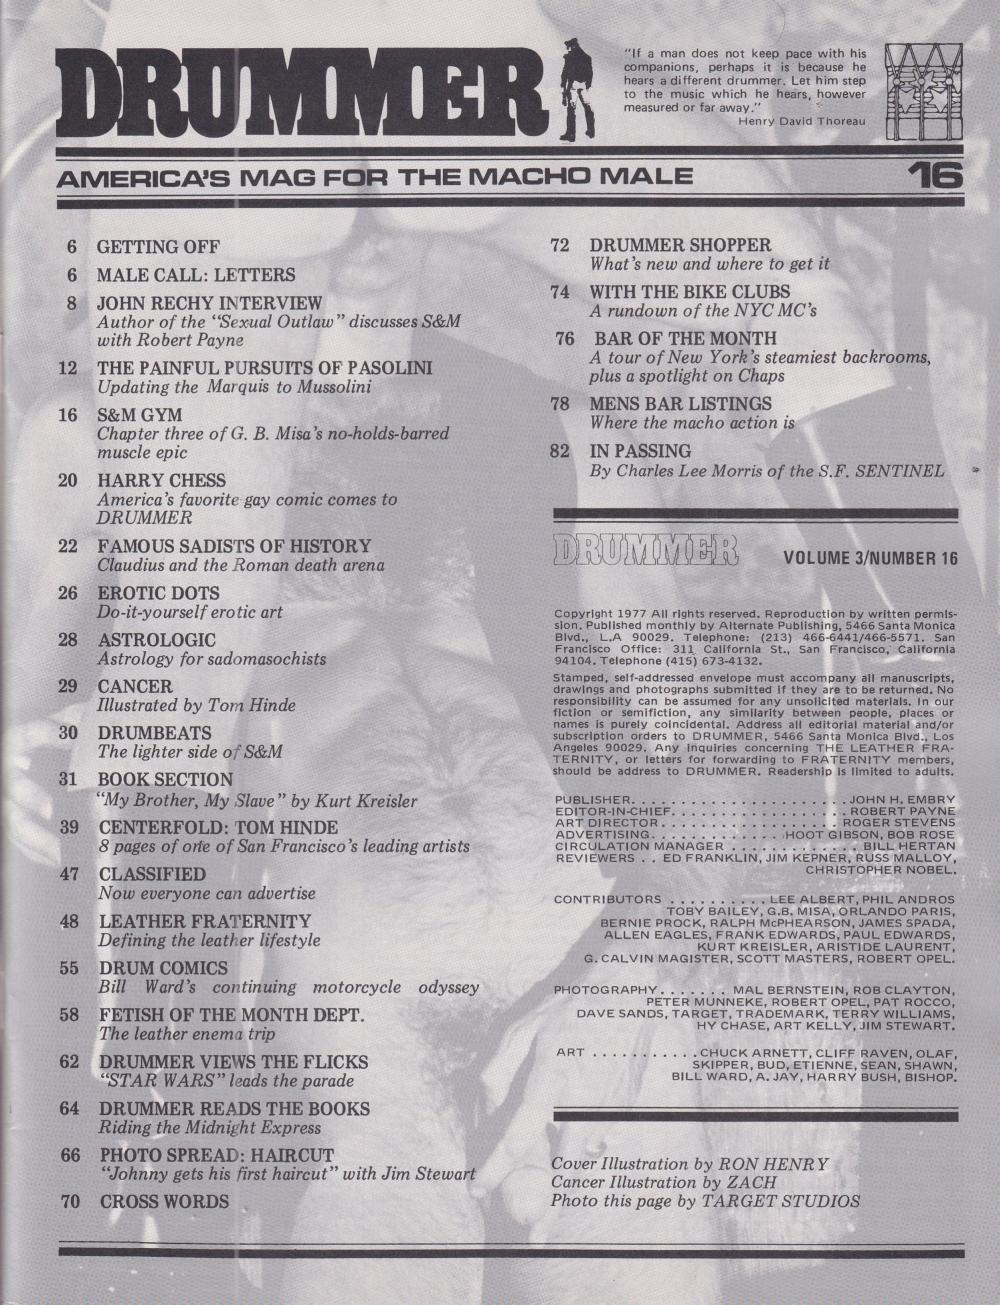 DRUMMER
"If a man does not keep pace with his
companions, perhaps it is because he
hears a different drummer. Let him step
to the music which he hears, however
measured or far away."
Henry David Thoreau
AMERICA'S MAG FOR THE MACHO MALE
16
6 GETTING OFF
6 MALE CALL: LETTERS
8 JOHN RECHY INTERVIEW
Author of the "Sexual Outlaw" discusses S&M
with Robert Payne
12 THE PAINFUL PURSUITS OF PASOLINI
Updating the Marquis to Mussolini
16 S&M GYM
Chapter three of G. B. Misa's no-holds-barred
muscle epic
20 HARRY CHESS
America's favorite gay comic comes to
DRUMMER
22 FAMOUS SADISTS OF HISTORY
Claudius and the Roman death arena
26 EROTIC DOTS
Do-it-yourself erotic art
28 ASTROLOGIC
Astrology for sadomasochists
29 CANCER
Illustrated by Tom Hinde
30 DRUMBEATS
The lighter side of S&M
31 BOOK SECTION
"My Brother, My Slave" by Kurt Kreisler
39 CENTERFOLD: TOM HINDE
8 pages of one of San Francisco's leading artists
47 CLASSIFIED
Now everyone can advertise
48 LEATHER FRATERNITY
Defining the leather lifestyle
55 DRUM COMICS
Bill Ward's continuing motorcycle odyssey
58 FETISH OF THE MONTH DEPT.
The leather enema trip
62 DRUMMER VIEWS THE FLICKS
"STAR WARS" leads the parade
64 DRUMMER READS THE BOOKS
Riding the Midnight Express
66 PHOTO SPREAD: HAIRCUT
"Johnny gets his first haircut" with Jim Stewart
70 CROSS WORDS
72 DRUMMER SHOPPER
What's new and where to get it
74 WITH THE BIKE CLUBS
A rundown of the NYC MC's
76 BAR OF THE MONTH
A tour of New York's steamiest backrooms,
plus a spotlight on Chaps
78 MENS BAR LISTINGS
Where the macho action is
82 IN PASSING
By Charles Lee Morris of the S.F. SENTINEL
DRUMMER VOLUME 3/NUMBER 16
Copyright 1977 All rights reserved. Reproduction by written permis-
sion. Published monthly by Alternate Publishing, 5466 Santa Monica
Blvd., L.A 90029. Telephone: (213) 466-6441/466-5571. San
Francisco Office: 311 California St., San Francisco, California
94104. Telephone (415) 673-4132.
Stamped, self-addressed envelope must accompany all manuscripts,
drawings and photographs submitted if they are to be returned. No
responsibility can be assumed for any unsolicited materials. In our
fiction or semifiction, any similarity between people, places or
names is purely coincidental. Address all editorial material and/or
subscription orders to DRUMMER, 5466 Santa Monica Blvd., Los
Angeles 90029. Any inquiries concerning THE LEATHER FRA-
TERNITY, or letters for forwarding to FRATERNITY members,
should be address to DRUMMER. Readership is limited to adults.
PUBLISHER. . . . . . . . . . . . . . . . . . . . . . JOHN H. EMBRY
EDITOR-IN-CHIEF. . . . . . . . . . . . . . . . . . ROBERT PAYNE
ART DIRECTOR. . . . . . . . . . . . . . . . . . . ROGER STEVENS
ADVERTISING. . . . . . . . . . . . . HOOT GIBSON, BOB ROSE
CIRCULATION MANAGER . . . . . . . . . . . . . BILL HERTAN
REVIEWERS . . ED FRANKLIN, JIM KEPNER, RUSS MALLOY,
CHRISTOPHER NOBEL.
CONTRIBUTORS . . . . . . . . . . LEE ALBERT, PHIL ANDROS
TOBY BAILEY, G.B. MISA, ORLANDO PARIS,
BERNIE PROCK, RALPH McPHEARSON, JAMES SPADA,
ALLEN EAGLES, FRANK EDWARDS, PAUL EDWARDS,
KURT KREISLER, ARISTIDE LAURENT,
G. CALVIN MAGISTER, SCOTT MASTERS, ROBERT OPEL.
PHOTOGRAPHY. . . . . . . MAL BERNSTEIN, ROB CLAYTON,
PETER MUNNEKE, ROBERT OPEL, PAT ROCCO,
DAVE SANDS, TARGET, TRADEMARK, TERRY WILLIAMS,
HY CHASE, ART KELLY, JIM STEWART.
ART . . . . . . . . . . . CHUCK ARNETT, CLIFF RAVEN, OLAF,
SKIPPER, BUD, ETIENNE, SEAN, SHAWN,
BILL WARD, A. JAY, HARRY BUSH, BISHOP.
Cover Illustration by RON HENRY
Cancer Illustration by ZACH
Photo this page by TARGET STUDIOS